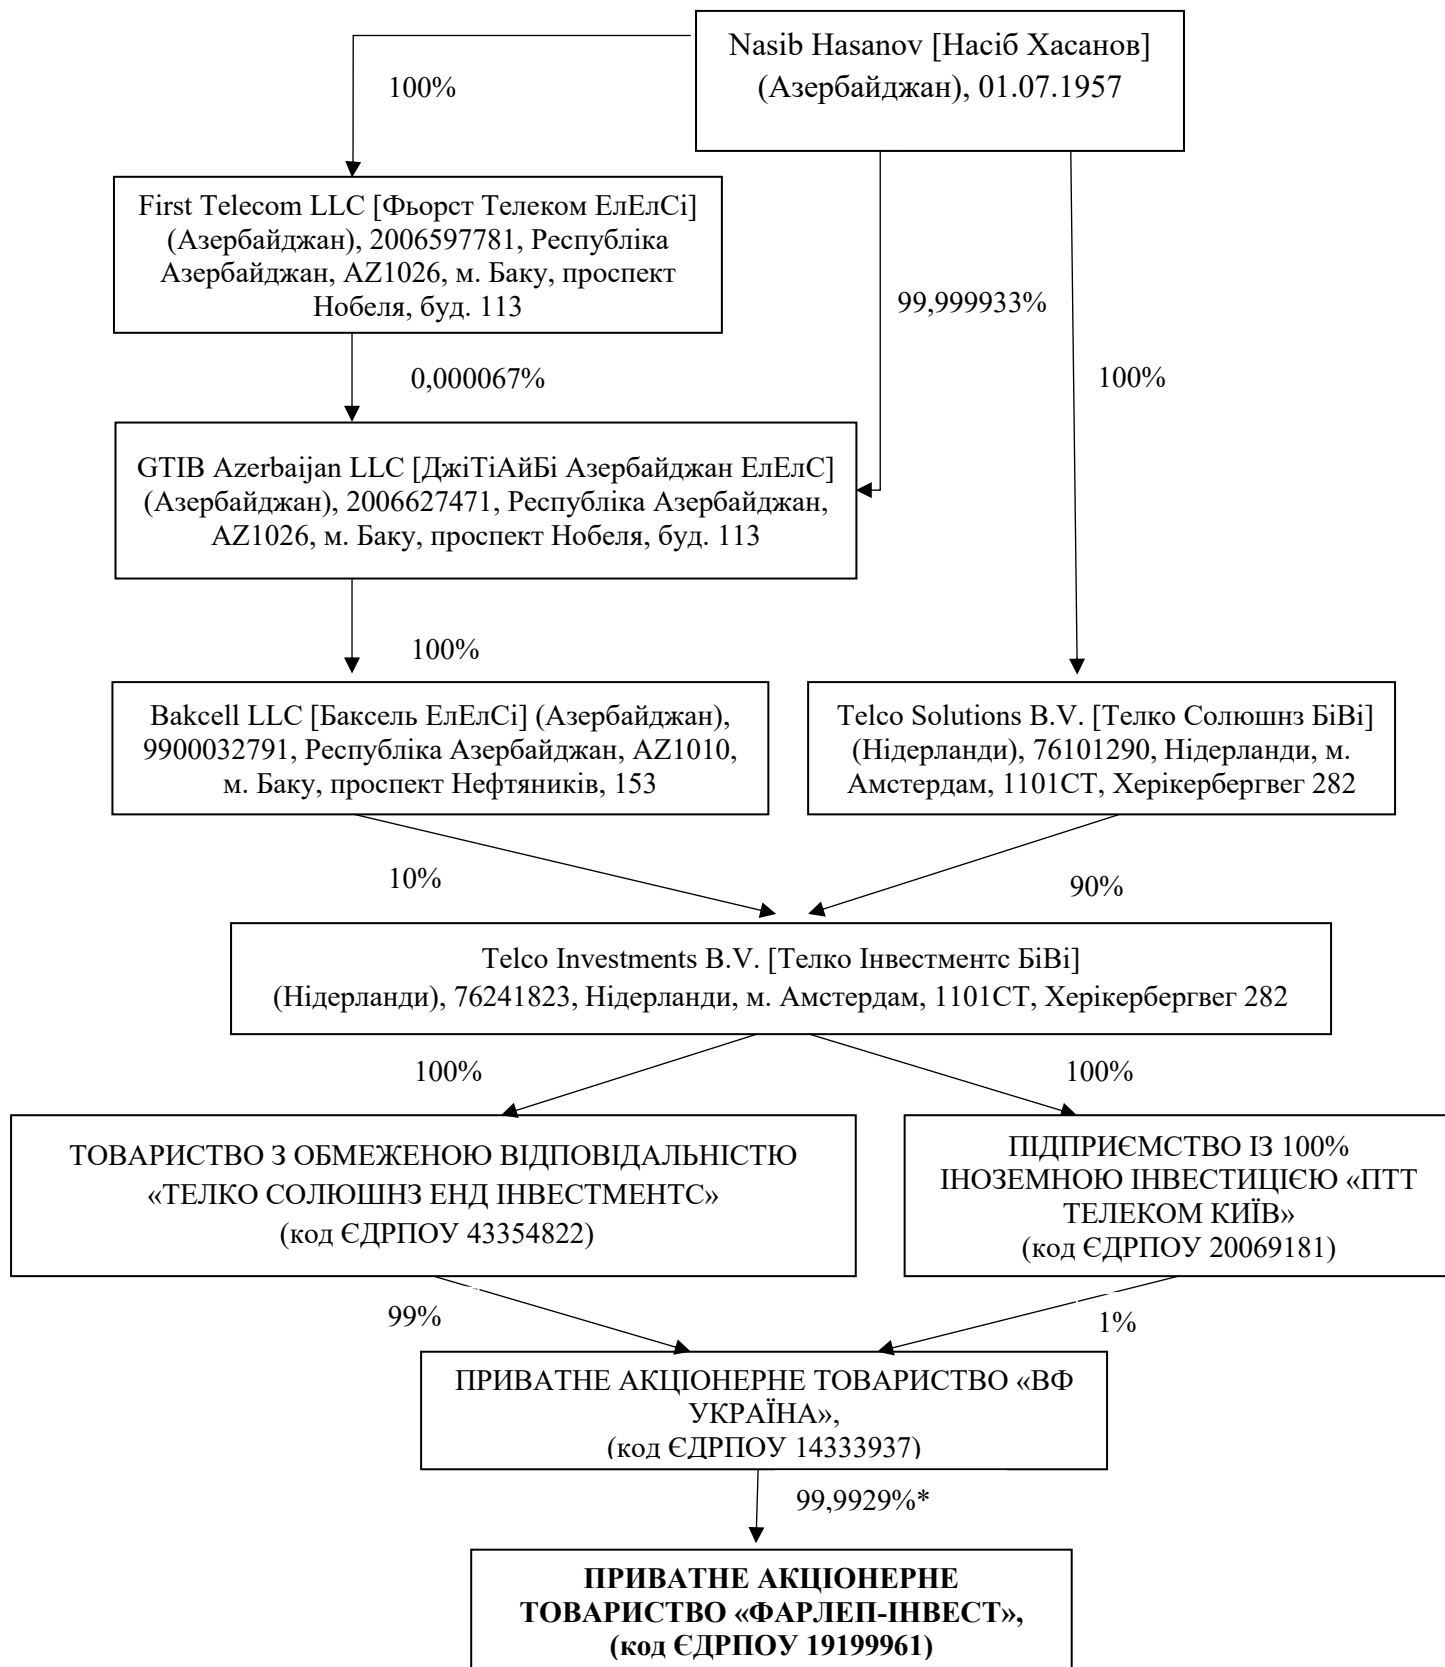 Nasib Hasanov [Насіб Хасанов]
(Азербайджан), 01.07.1957
100%
First Telecom LLC [Фьорст Телеком ЕлЕлСі]
(Азербайджан), 2006597781, Республіка
Азербайджан, AZ1026, м. Баку, проспект
Нобеля, буд. 113
99,999933%
0,000067%
100%
GTIB Azerbaijan LLC [ДжіТіАйБі Азербайджан ЕлЕлС]
(Азербайджан), 2006627471, Республіка Азербайджан,
AZ1026, м. Баку, проспект Нобеля, буд. 113
100%
Bakcell LLC [Баксель ЕлЕлСі] (Азербайджан),
9900032791, Республіка Азербайджан, AZ1010,
м. Баку, проспект Нефтяників, 153
Telco Solutions B.V. [Телко Солюшнз БіВі]
(Нідерланди), 76101290, Нідерланди, м.
Амстердам, 1101CT, Херікербергвег 282
10%
90%
Telco Investments B.V. [Телко Інвестментс БіВі]
(Нідерланди), 76241823, Нідерланди, м. Амстердам, 1101CT, Херікербергвег 282
100%
100%
ТОВАРИСТВО З ОБМЕЖЕНОЮ ВІДПОВІДАЛЬНІСТЮ
«ТЕЛКО СОЛЮШНЗ ЕНД ІНВЕСТМЕНТС»
(код ЄДРПОУ 43354822)
ПІДПРИЄМСТВО ІЗ 100%
ІНОЗЕМНОЮ ІНВЕСТИЦІЄЮ «ПТТ
ТЕЛЕКОМ КИЇВ»
(код ЄДРПОУ 20069181)
99%
1%
ПРИВАТНЕ АКЦІОНЕРНЕ ТОВАРИСТВО «ВФ
УКРАЇНА»,
(код ЄДРПОУ 14333937)
99,9929%*
ПРИВАТНЕ АКЦІОНЕРНЕ
ТОВАРИСТВО «ФАРЛЕП-ІНВЕСТ»,
(код ЄДРПОУ 19199961)